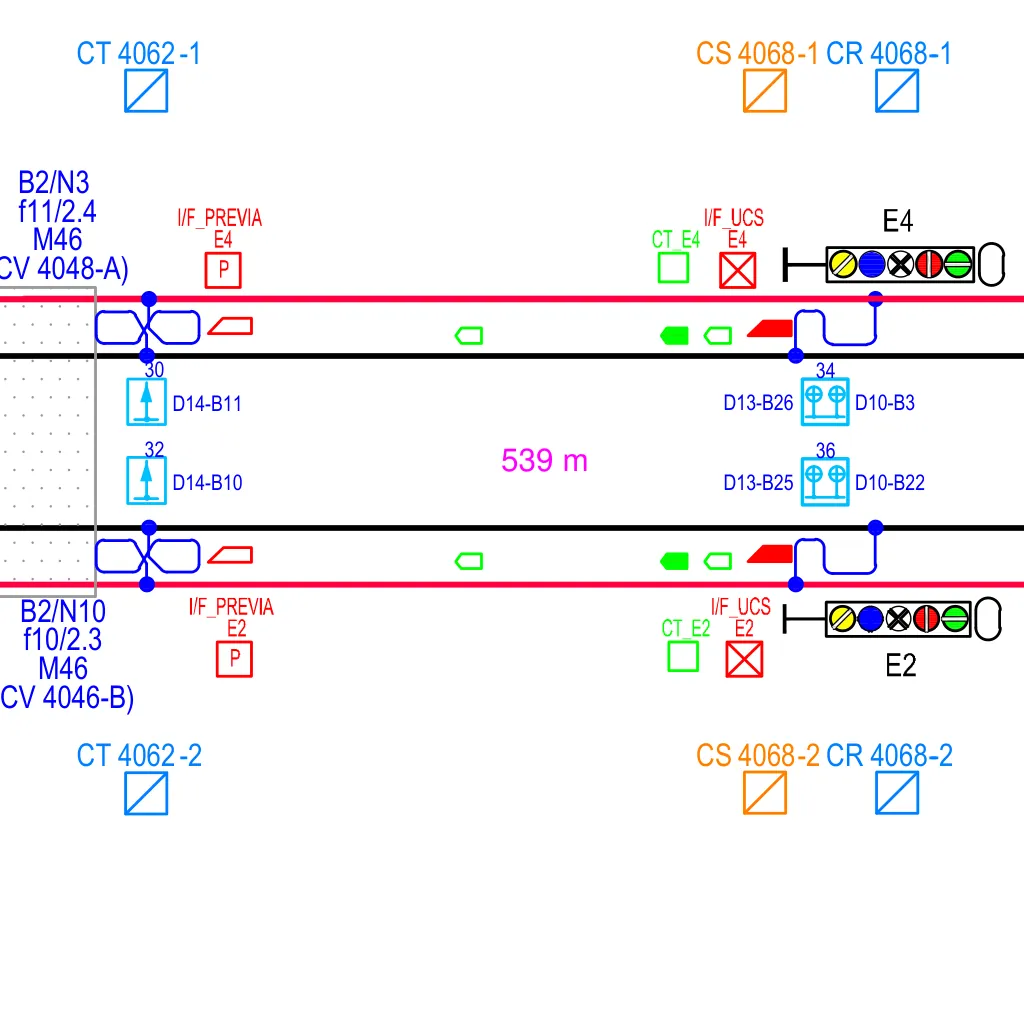 CT 4062-1
CS 4068-1 CR 4068-1
B2/N3
f11/2.4
M46
CV 4048-A)
I/F_PREVIA
E4
P
CT_E4
I/F_UCS
E4
E4
30
D14-B11
32
D14-B10
539 m
34
D13-B26
D10-B3
36
D13-B25
D10-B22
B2/N10
f10/2.3
M46
CV 4046-B)
I/F_PREVIA
E2
P
CT_E2
I/F_UCS
E2
E2
CT 4062-2
CS 4068-2 CR 4068-2